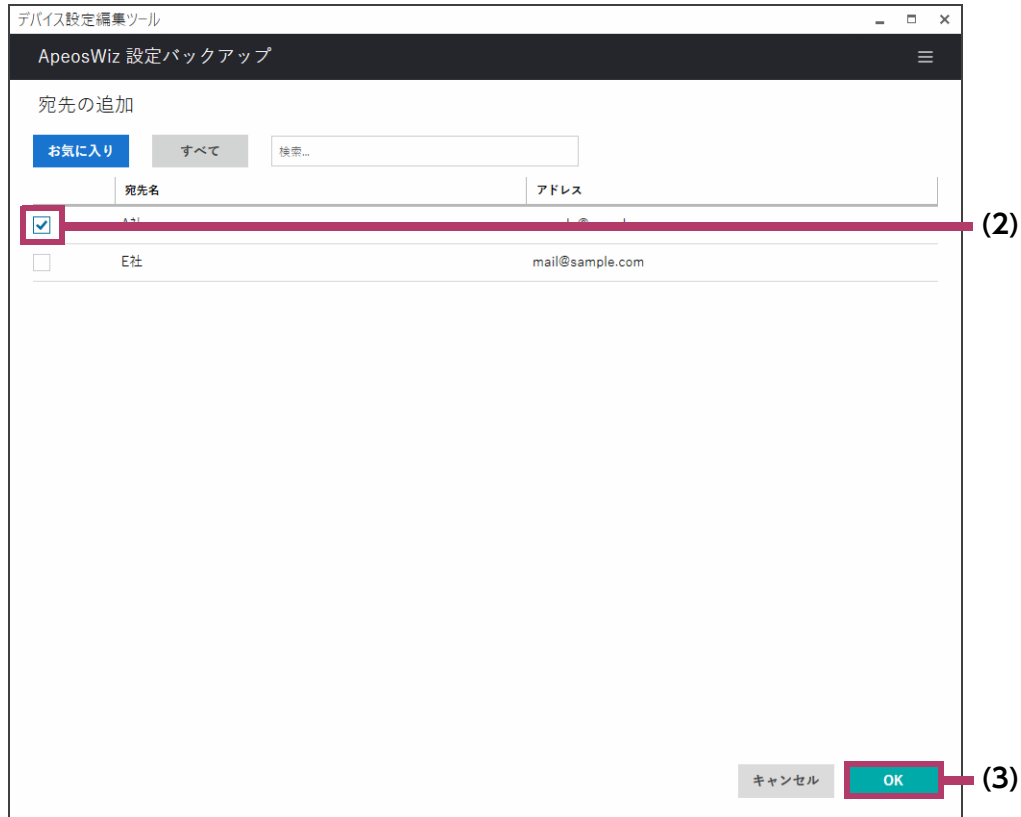 デバイス設定編集ツール
ApeosWiz 設定バックアップ
宛先の追加
お気に入り すべて 検索...
宛先名 アドレス
(2)
E社 mail@sample.com
キャンセル OK (3)